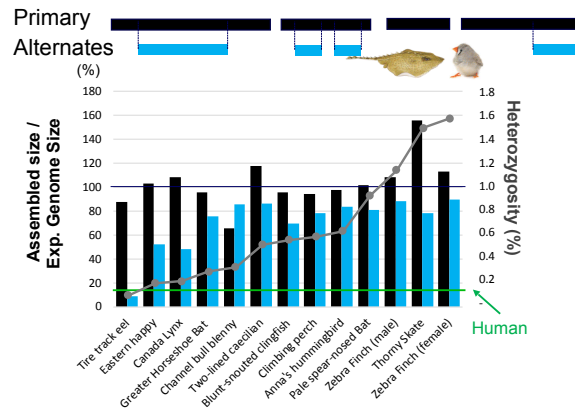 Primary
Alternates
(%)
180
160
140
120
100
80
60
40
20
0
Assembled size /
Exp. Genome Size
1.8
1.6
1.4
1.2
1.0
0.8
0.6
0.4
0.2
-
Heterozygosity (%)
Human
Tire track eel
Eastern happy
Canada Lynx
Greater Horseshoe Bat
Channel bull blenny
Two-lined caecilian
Blunt-snouted clingfish
Climbing perch
Anna's hummingbird
Pale spear-nosed Bat
Zebra Finch (male)
Thorny Skate
Zebra Finch (female)